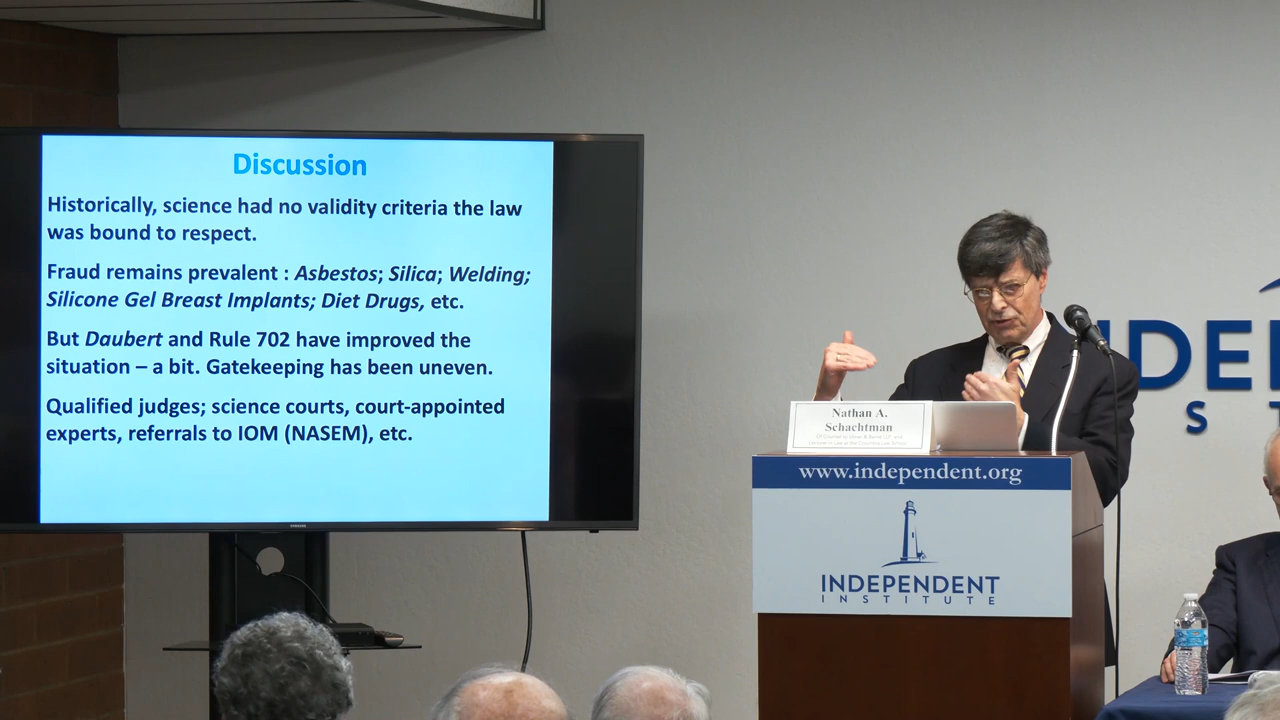 Discussion
Historically, science had no validity criteria the law
was bound to respect.
Fraud remains prevalent : Asbestos; Silica; Welding;
Silicone Gel Breast Implants; Diet Drugs, etc.
But Daubert and Rule 702 have improved the
situation – a bit. Gatekeeping has been uneven.
Qualified judges; science courts, court-appointed
experts, referrals to IOM (NASEM), etc.
SAMSUNG
Nathan A.
Schachtman
www.independent.org
INDEPENDENT
INSTITUTE
NDEPE
ST